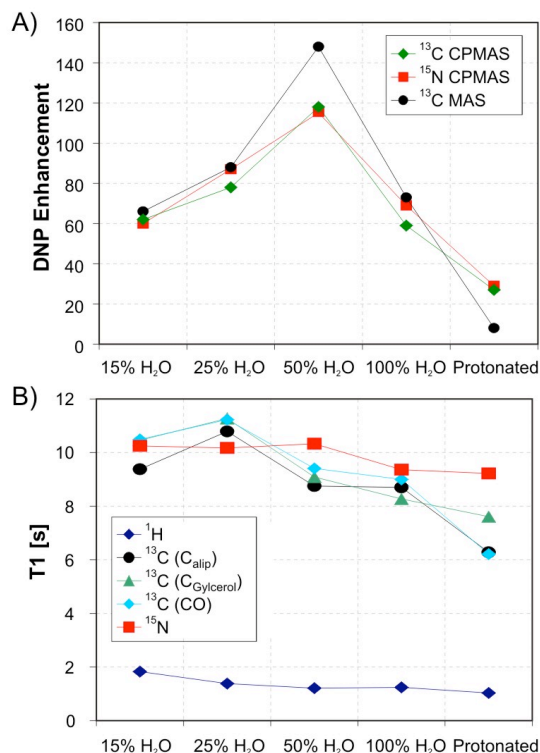 A)
160
140
120
100
80
60
40
20
0
DNP Enhancement
¹³C CPMAS
¹⁵N CPMAS
¹³C MAS
15% H₂O 25% H₂O 50% H₂O 100% H₂O Protonated
B)
12
10
8
6
4
2
0
T1 [s]
¹H
¹³C (Cₐₗᵢₚ)
¹³C (C_Gylcerol)
¹³C (CO)
¹⁵N
15% H₂O 25% H₂O 50% H₂O 100% H₂O Protonated